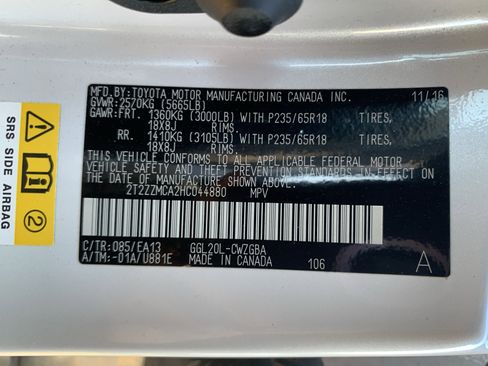 MFD.BY:TOYOTA MOTOR MANUFACTURING CANADA INC. 11/16
GVWR:2570KG (5665LB)
GAWR:FRT. 1360KG (3000LB) WITH P235/65R18 TIRES,
18X8J RIMS.
RR. 1410KG (3105LB) WITH P235/65R18 TIRES,
18X8J RIMS.
THIS VEHICLE CONFORMS TO ALL APPLICABLE FEDERAL MOTOR
VEHICLE SAFETY AND THEFT PREVENTION STANDARDS IN EFFECT ON
THE DATE OF MANUFACTURE SHOWN ABOVE.
2T2ZZMCA2HC044880 MPV
C/TR:085/EA13 GGL20L-CWZGBA
A/TM:-01A/U881E MADE IN CANADA 106 A
SRS SIDE AIRBAG
2